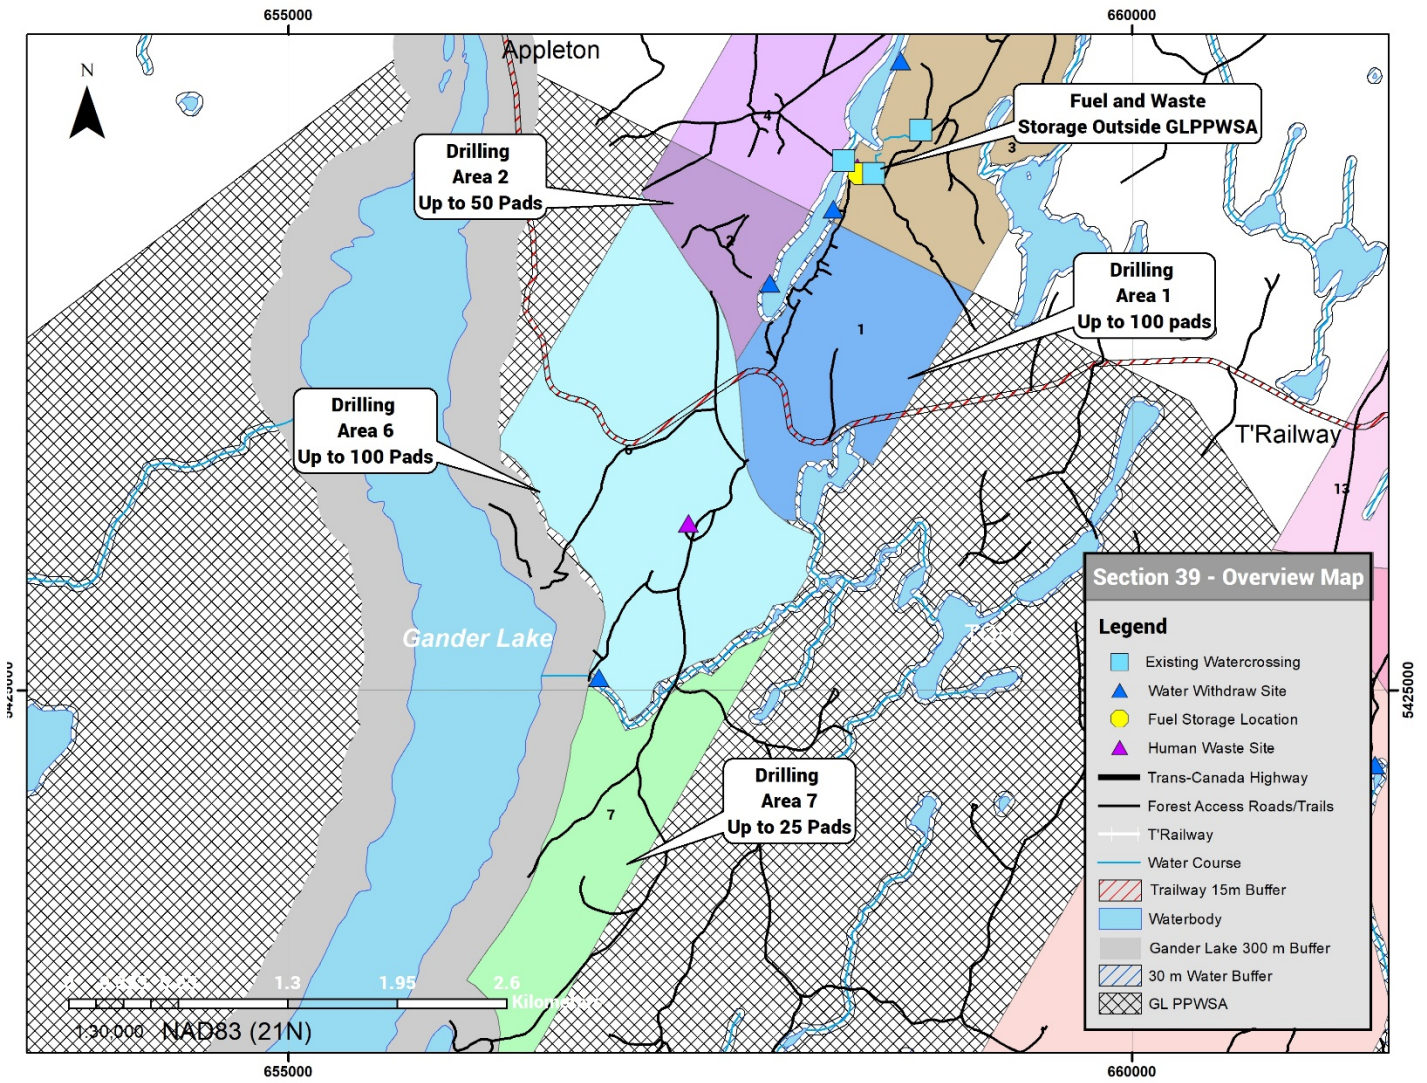 655000
660000
Appleton
N
Fuel and Waste
Storage Outside GLPPWSA
4
3
Drilling
Area 2
Up to 50 Pads
2
Drilling
Area 1
Up to 100 pads
1
Drilling
Area 6
Up to 100 Pads
6
T'Railway
13
Gander Lake
5425000
5425000
Drilling
Area 7
Up to 25 Pads
7
Section 39 - Overview Map
Legend
Existing Watercrossing
Water Withdraw Site
Fuel Storage Location
Human Waste Site
Trans-Canada Highway
Forest Access Roads/Trails
T'Railway
Water Course
Trailway 15m Buffer
Waterbody
Gander Lake 300 m Buffer
30 m Water Buffer
GL PPWSA
1.3 1.95 2.6
Kilometers
1:30,000 NAD83 (21N)
655000
660000